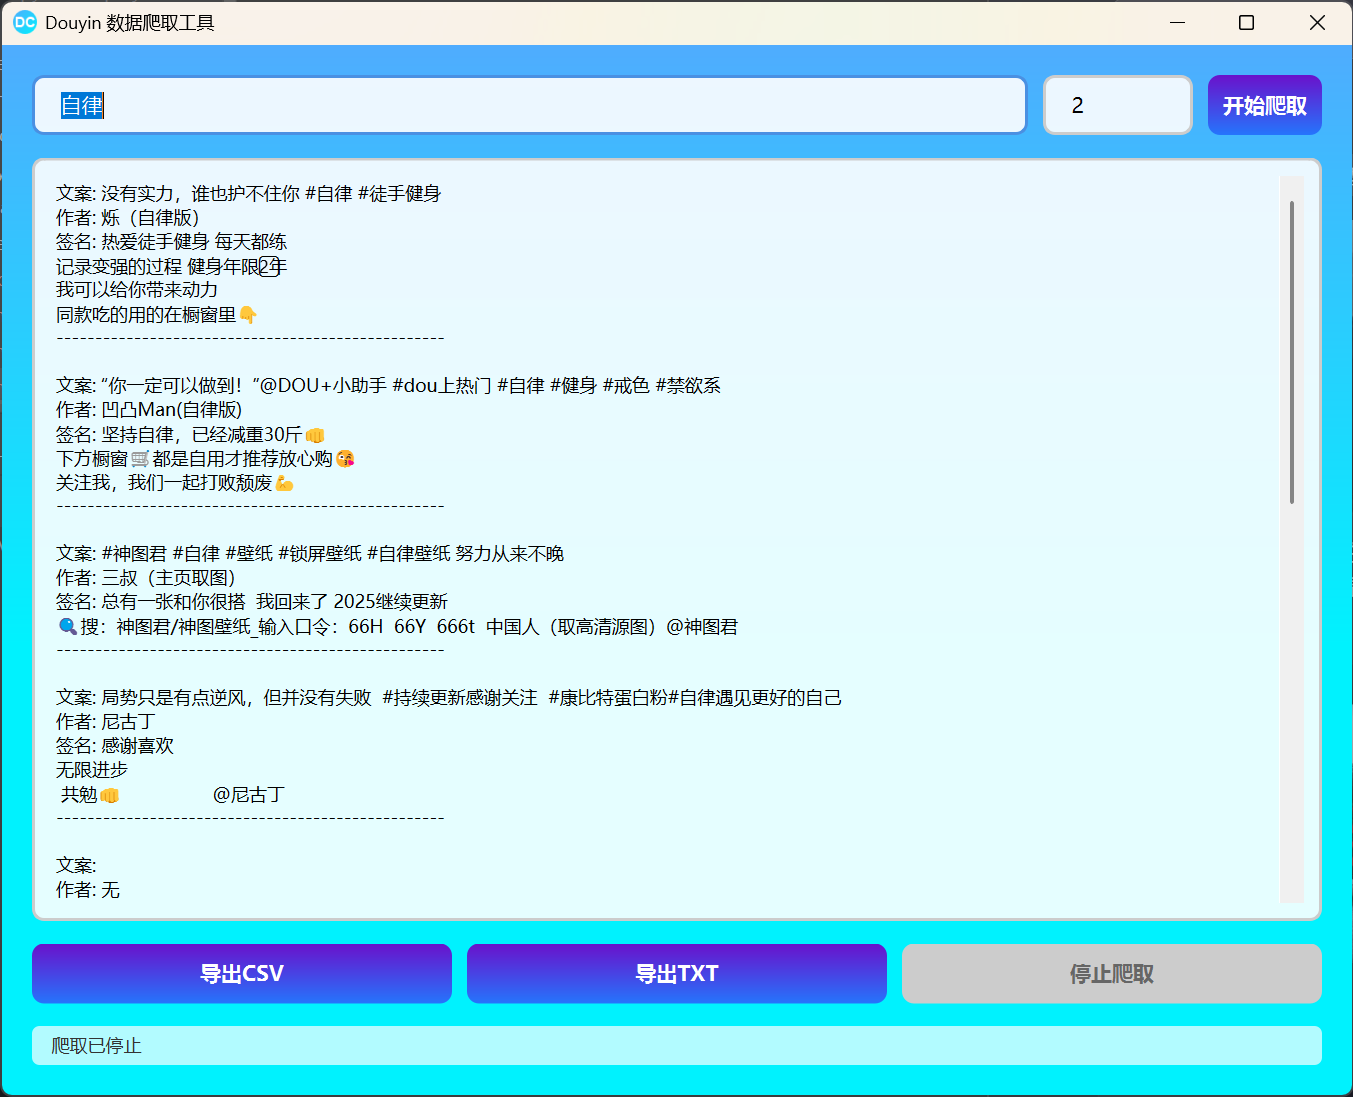 DC Douyin 数据爬取工具
自律
2
开始爬取
文案: 没有实力，谁也护不住你 #自律 #徒手健身
作者: 烁（自律版）
签名: 热爱徒手健身 每天都练
记录变强的过程 健身年限2年
我可以给你带来动力
同款吃的用的在橱窗里👇
--------------------------------------------------
文案: “你一定可以做到！”@DOU+小助手 #dou上热门 #自律 #健身 #戒色 #禁欲系
作者: 凹凸Man(自律版)
签名: 坚持自律，已经减重30斤👊
下方橱窗🛒都是自用才推荐放心购😘
关注我，我们一起打败颓废💪
--------------------------------------------------
文案: #神图君 #自律 #壁纸 #锁屏壁纸 #自律壁纸 努力从来不晚
作者: 三叔（主页取图）
签名: 总有一张和你很搭 我回来了 2025继续更新
🔍搜：神图君/神图壁纸_输入口令：66H 66Y 666t 中国人（取高清源图）@神图君
--------------------------------------------------
文案: 局势只是有点逆风，但并没有失败 #持续更新感谢关注 #康比特蛋白粉#自律遇见更好的自己
作者: 尼古丁
签名: 感谢喜欢
无限进步
共勉👊 @尼古丁
--------------------------------------------------
文案:
作者: 无
导出CSV
导出TXT
停止爬取
爬取已停止